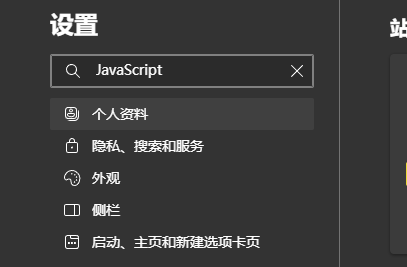 设置
站
JavaScript
个人资料
隐私、搜索和服务
外观
侧栏
启动、主页和新建选项卡页